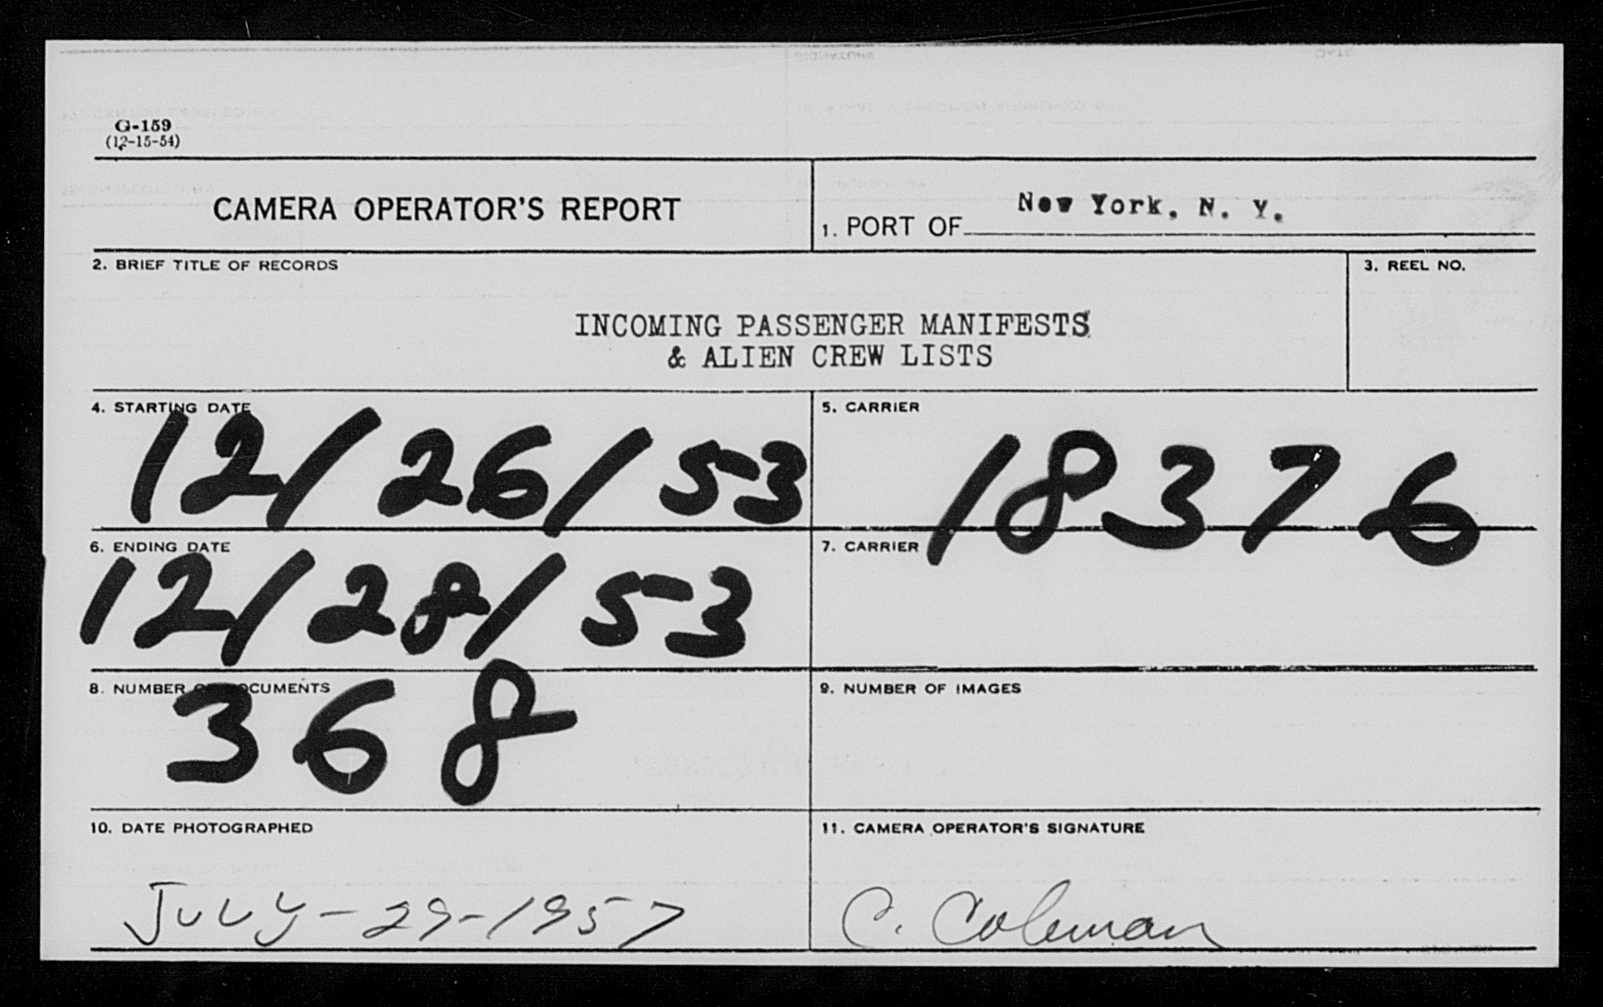 G-159
(12-15-54)
CAMERA OPERATOR'S REPORT
1. PORT OF New York, N. Y.
2. BRIEF TITLE OF RECORDS
3. REEL NO.
INCOMING PASSENGER MANIFESTS
& ALIEN CREW LISTS
4. STARTING DATE
12/26/53
5. CARRIER
18376
6. ENDING DATE
12/28/53
7. CARRIER
8. NUMBER OF DOCUMENTS
368
9. NUMBER OF IMAGES
10. DATE PHOTOGRAPHED
JULY-29-1957
11. CAMERA OPERATOR'S SIGNATURE
C. Coleman